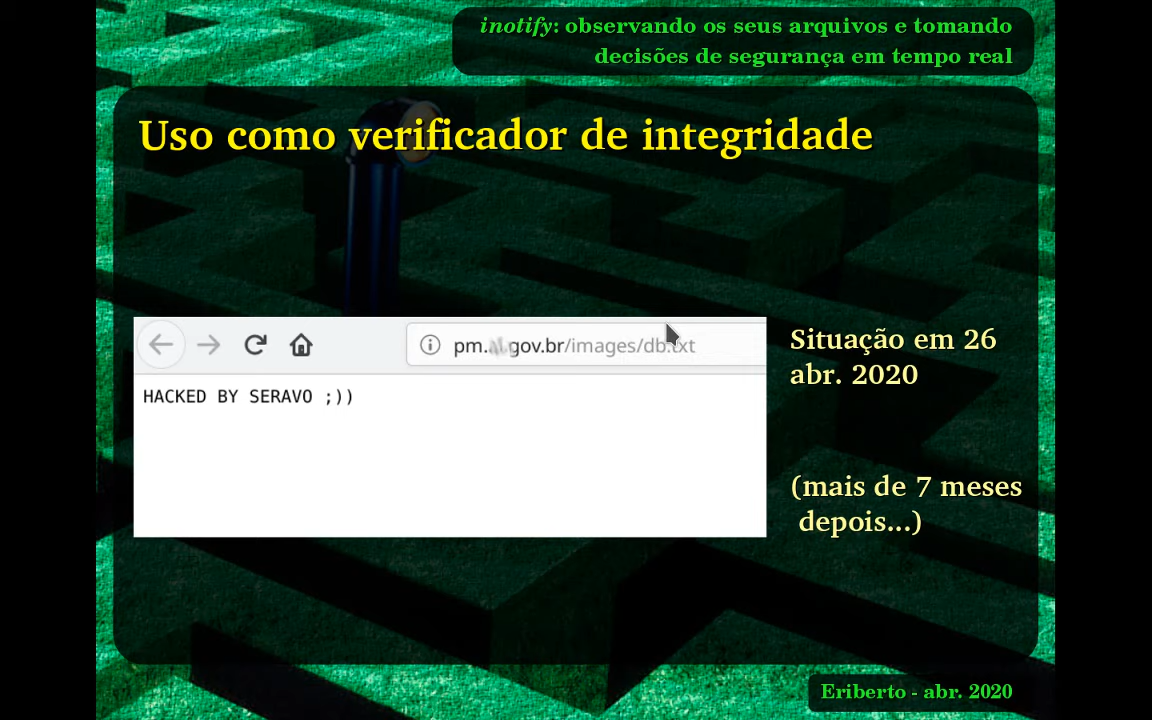 inotify: observando os seus arquivos e tomando
decisões de segurança em tempo real
Uso como verificador de integridade
pm. gov.br/images/db.txt
HACKED BY SERAVO ;))
Situação em 26
abr. 2020
(mais de 7 meses
depois...)
Eriberto - abr. 2020